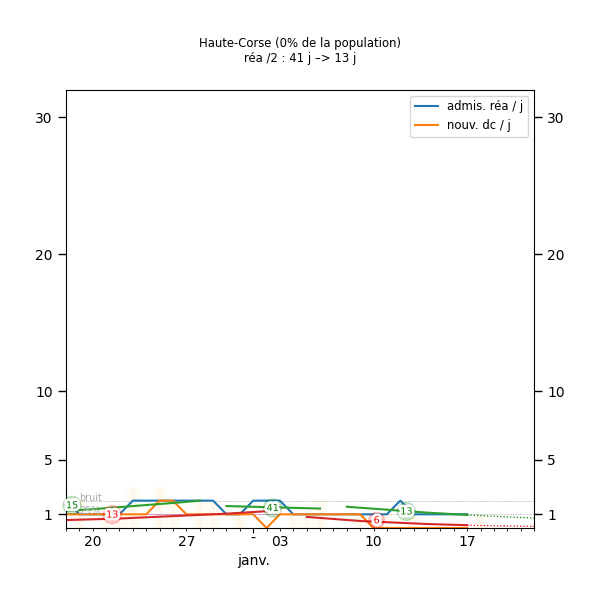 Haute-Corse (0% de la population)
réa /2 : 41 j –> 13 j
admis. réa / j
nouv. dc / j
30 30
20 20
10 10
5 5
1 1
bruit
15
13
41
6
13
20 27 03 10 17
janv.